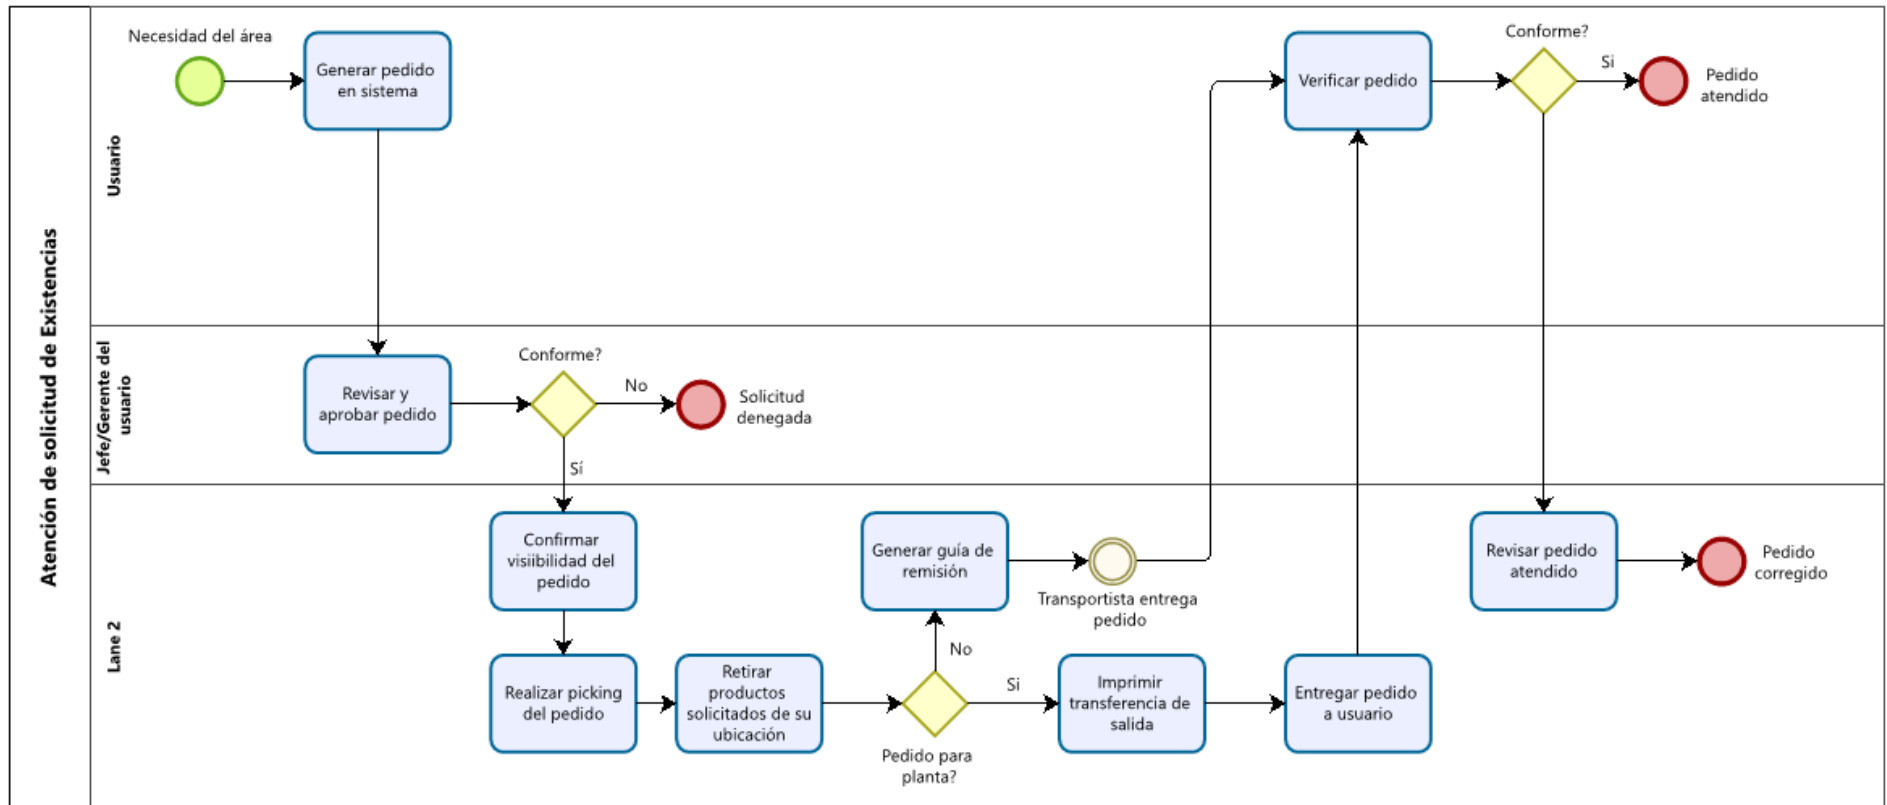 Atención de solicitud de Existencias
Usuario
Necesidad del área
Generar pedido
en sistema
Verificar pedido
Conforme?
Si
Pedido
atendido
Jefe/Gerente del
usuario
Revisar y
aprobar pedido
Conforme?
No
Solicitud
denegada
Sí
Lane 2
Confirmar
visiibilidad del
pedido
Realizar picking
del pedido
Retirar
productos
solicitados de su
ubicación
Pedido para
planta?
No
Generar guía de
remisión
Transportista entrega
pedido
Si
Imprimir
transferencia de
salida
Entregar pedido
a usuario
Revisar pedido
atendido
Pedido
corregido